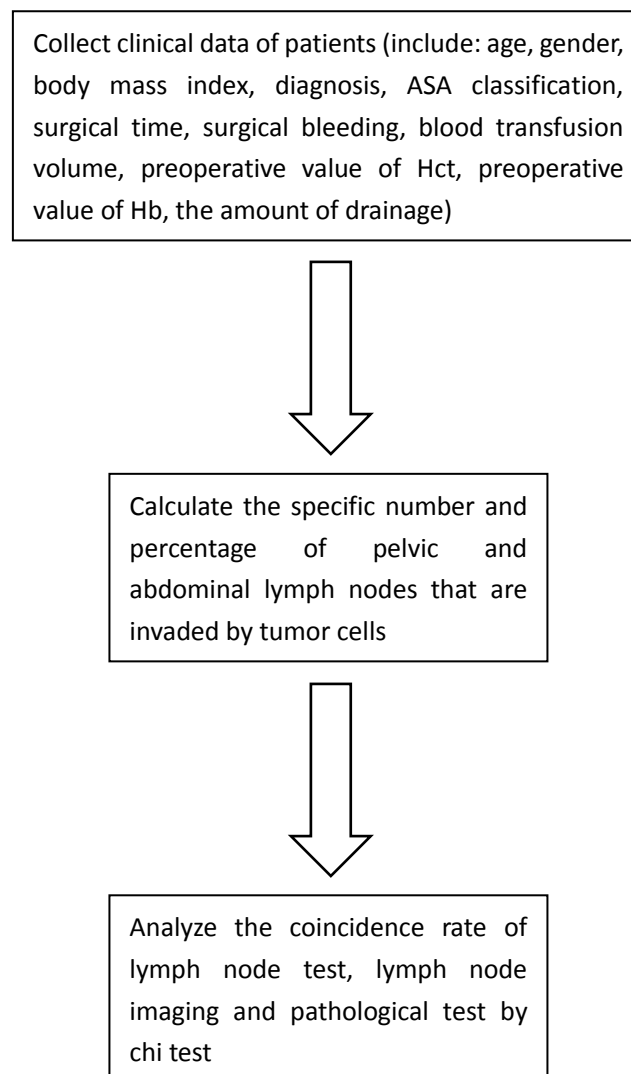 Collect clinical data of patients (include: age, gender,
body mass index, diagnosis, ASA classification,
surgical time, surgical bleeding, blood transfusion
volume, preoperative value of Hct, preoperative
value of Hb, the amount of drainage)
Calculate the specific number and
percentage of pelvic and
abdominal lymph nodes that are
invaded by tumor cells
Analyze the coincidence rate of
lymph node test, lymph node
imaging and pathological test by
chi test